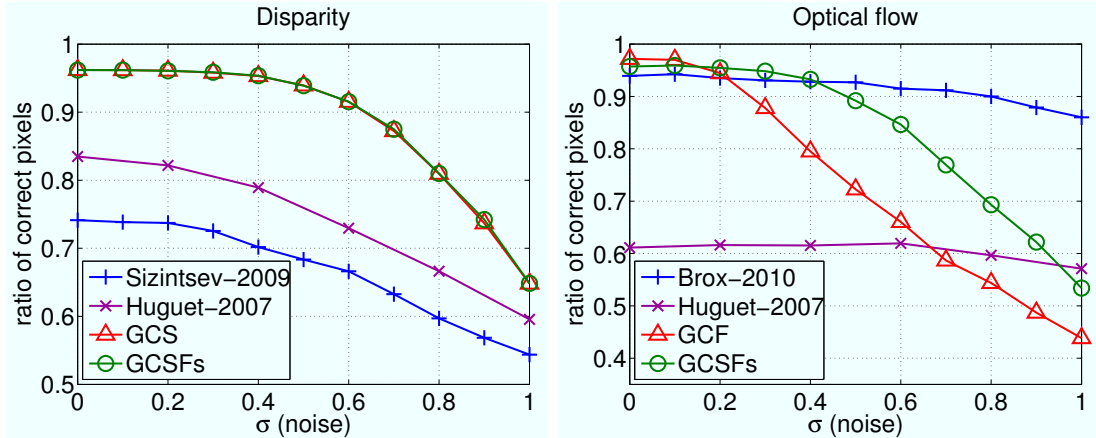 Disparity
ratio of correct pixels
1
0.9
0.8
0.7
0.6
0.5
Sizintsev-2009
Huguet-2007
GCS
GCSFs
0 0.2 0.4 0.6 0.8 1
σ (noise)
Optical flow
ratio of correct pixels
1
0.9
0.8
0.7
0.6
0.5
0.4
Brox-2010
Huguet-2007
GCF
GCSFs
0 0.2 0.4 0.6 0.8 1
σ (noise)